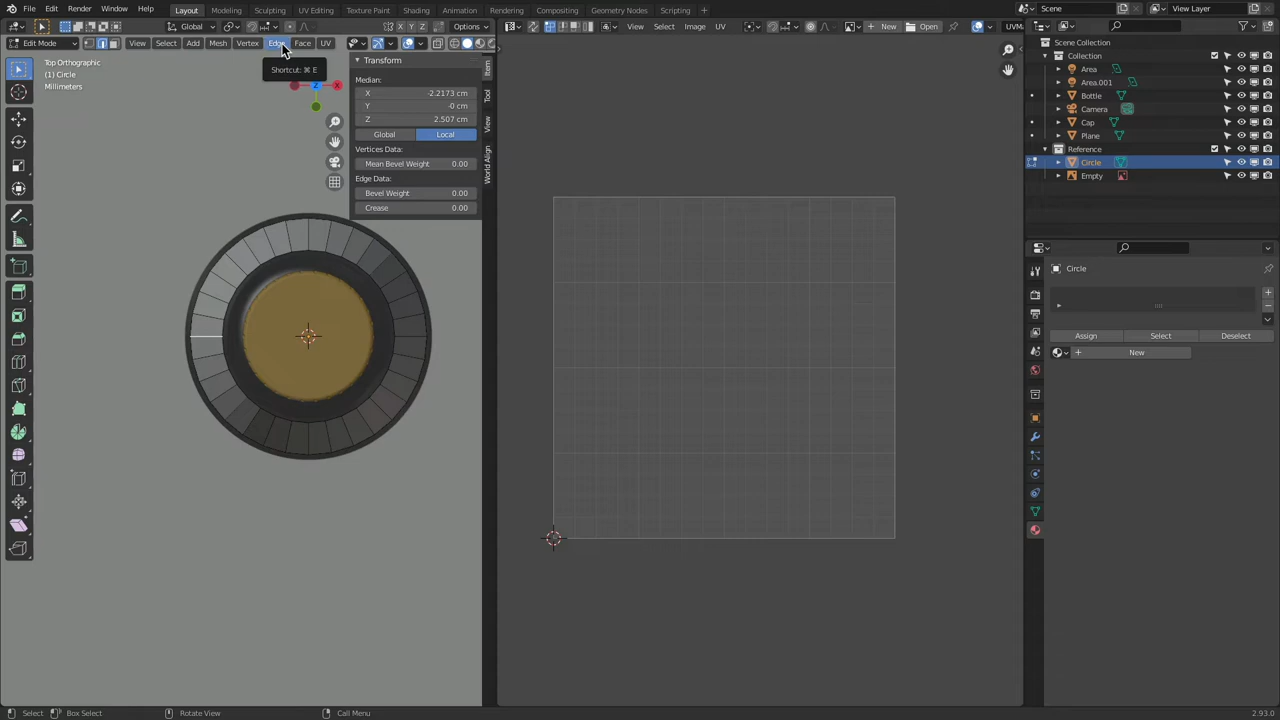 File Edit Render Window Help Layout Modeling Sculpting UV Editing Texture Paint Shading Animation Rendering Compositing Geometry Nodes Scripting + Scene View Layer
Global Options View Select Image UV New Open UVMa
Edit Mode View Select Add Mesh Vertex Edge Face UV
Shortcut: ⌘ E
Top Orthographic
(1) Circle
Millimeters
X
Z
Transform
Median:
X -2.2173 cm
Y -0 cm
Z 2.507 cm
Global Local
Vertices Data:
Mean Bevel Weight 0.00
Edge Data:
Bevel Weight 0.00
Crease 0.00
Item
Tool
View
World Align
Scene Collection
Collection
Area
Area.001
Bottle
Camera
Cap
Plane
Reference
Circle
Empty
Circle
Assign Select Deselect
New
Select Box Select Rotate View Call Menu 2.93.0